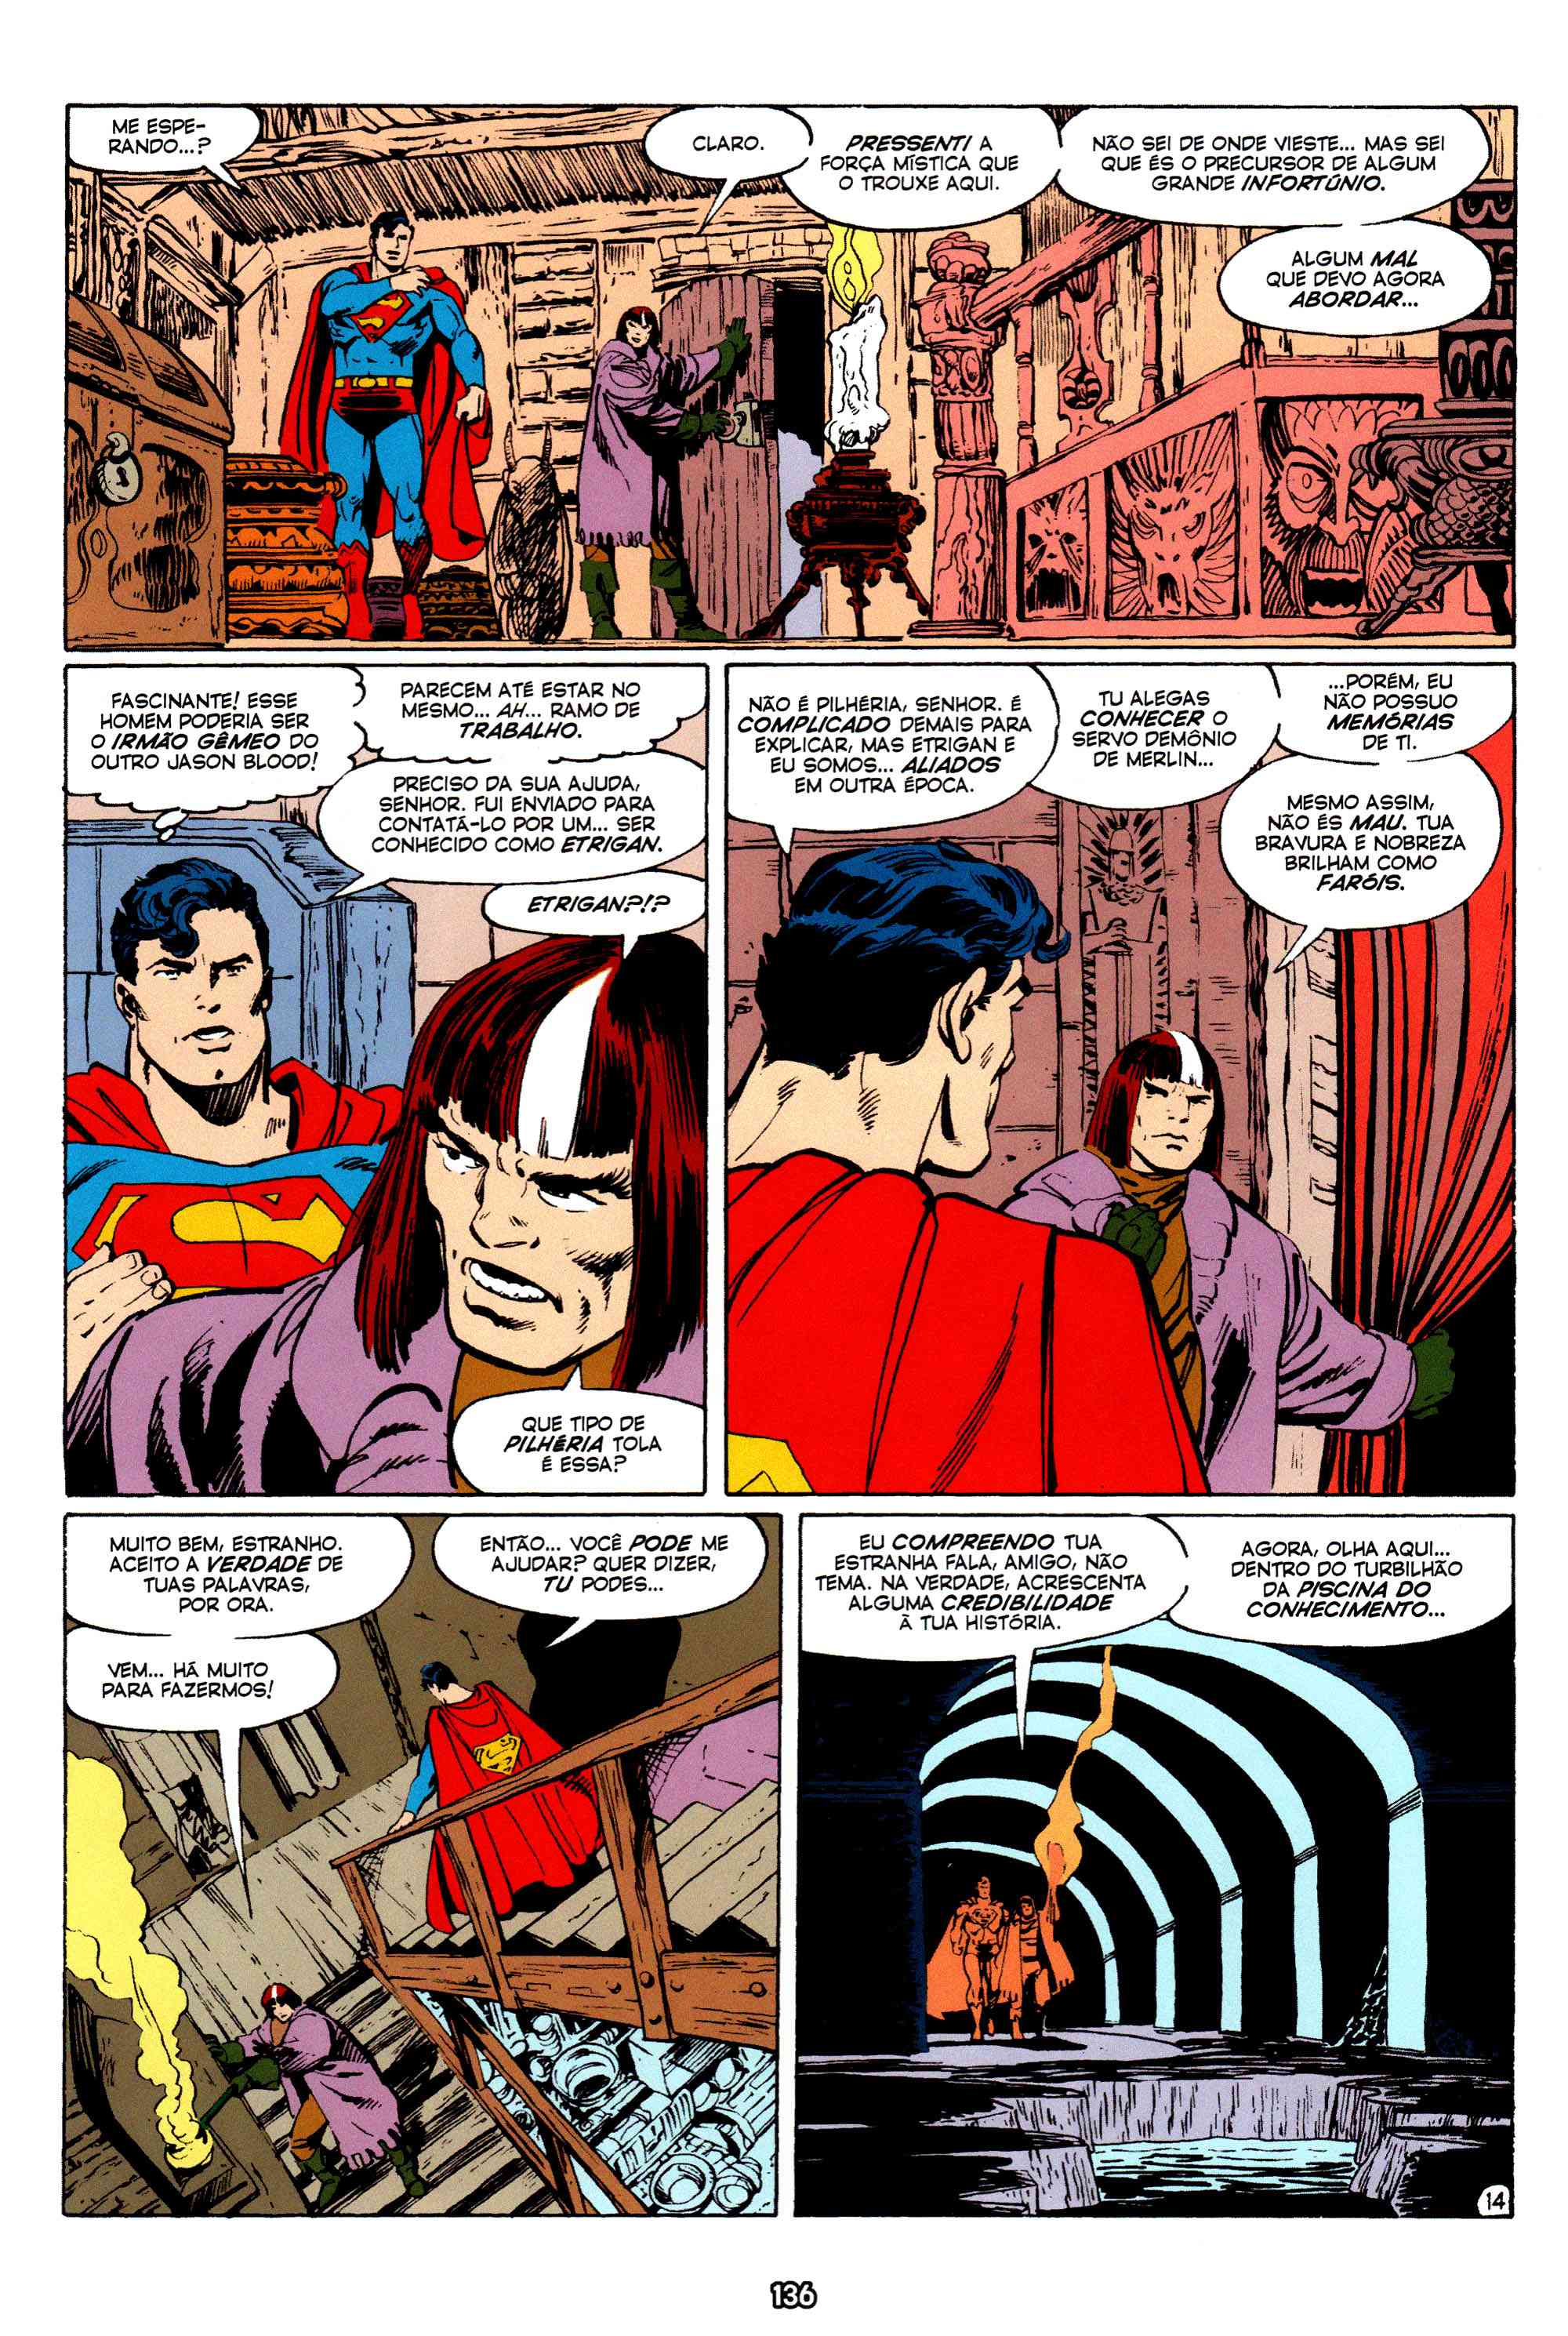 ME ESPE-
RANDO...?
CLARO.
PRESSENTI A
FORÇA MÍSTICA QUE
O TROUXE AQUI.
NÃO SEI DE ONDE VIESTE... MAS SEI
QUE ÉS O PRECURSOR DE ALGUM
GRANDE INFORTÚNIO.
ALGUM MAL
QUE DEVO AGORA
ABORDAR...
FASCINANTE! ESSE
HOMEM PODERIA SER
O IRMÃO GÊMEO DO
OUTRO JASON BLOOD!
PARECEM ATÉ ESTAR NO
MESMO... AH... RAMO DE
TRABALHO.
PRECISO DA SUA AJUDA,
SENHOR. FUI ENVIADO PARA
CONTATÁ-LO POR UM... SER
CONHECIDO COMO ETRIGAN.
ETRIGAN?!?
QUE TIPO DE
PILHÉRIA TOLA
É ESSA?
NÃO É PILHÉRIA, SENHOR. É
COMPLICADO DEMAIS PARA
EXPLICAR, MAS ETRIGAN E
EU SOMOS... ALIADOS
EM OUTRA ÉPOCA.
TU ALEGAS
CONHECER O
SERVO DEMÔNIO
DE MERLIN...
...PORÉM, EU
NÃO POSSUO
MEMÓRIAS
DE TI.
MESMO ASSIM,
NÃO ÉS MAU. TUA
BRAVURA E NOBREZA
BRILHAM COMO
FARÓIS.
MUITO BEM, ESTRANHO.
ACEITO A VERDADE DE
TUAS PALAVRAS,
POR ORA.
VEM... HÁ MUITO
PARA FAZERMOS!
ENTÃO... VOCÊ PODE ME
AJUDAR? QUER DIZER,
TU PODES...
EU COMPREENDO TUA
ESTRANHA FALA, AMIGO, NÃO
TEMA. NA VERDADE, ACRESCENTA
ALGUMA CREDIBILIDADE
À TUA HISTÓRIA.
AGORA, OLHA AQUI...
DENTRO DO TURBILHÃO
DA PISCINA DO
CONHECIMENTO...
14
136